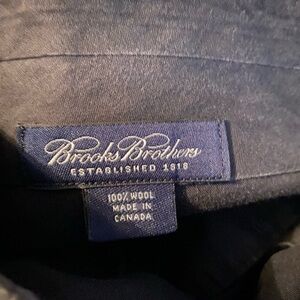 Brooks Brothers
ESTABLISHED 1818
100% WOOL
MADE IN
CANADA